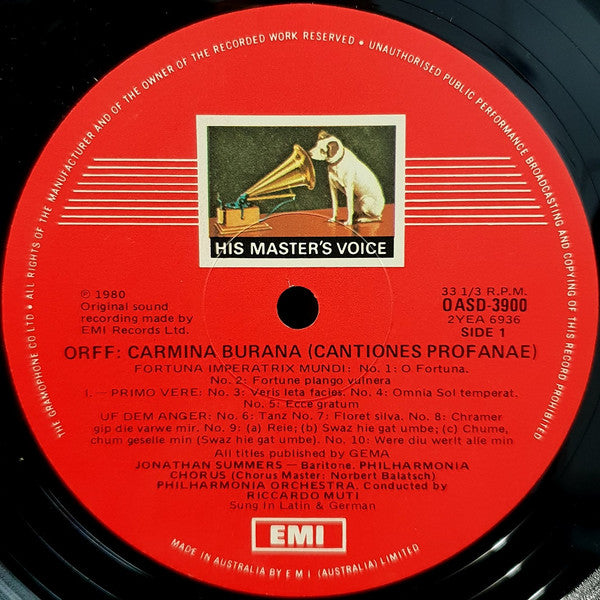 THE GRAMOPHONE CO LTD • ALL RIGHTS OF THE MANUFACTURER AND OF THE OWNER OF THE RECORDED WORK RESERVED • UNAUTHORISED PUBLIC PERFORMANCE BROADCASTING AND COPYING OF THIS RECORD PROHIBITED
HIS MASTER'S VOICE
℗ 1980
Original sound
recording made by
EMI Records Ltd.
33 1/3 R.P.M.
OASD-3900
2YEA 6936
SIDE 1
ORFF: CARMINA BURANA (CANTIONES PROFANAE)
FORTUNA IMPERATRIX MUNDI: No. 1: O Fortuna.
No. 2: Fortune plango vulnera
I. — PRIMO VERE: No. 3: Veris leta facies. No. 4: Omnia Sol temperat.
No. 5: Ecce gratum
UF DEM ANGER: No. 6: Tanz No. 7: Floret silva. No. 8: Chramer
gip die varwe mir. No. 9: (a) Reie; (b) Swaz hie gat umbe; (c) Chume,
chum geselle min (Swaz hie gat umbe). No. 10: Were diu werlt alle min
All titles published by GEMA
JONATHAN SUMMERS — Baritone. PHILHARMONIA
CHORUS (Chorus Master: Norbert Balatsch)
PHILHARMONIA ORCHESTRA. Conducted by
RICCARDO MUTI
Sung In Latin & German
EMI
MADE IN AUSTRALIA BY E M I (AUSTRALIA) LIMITED